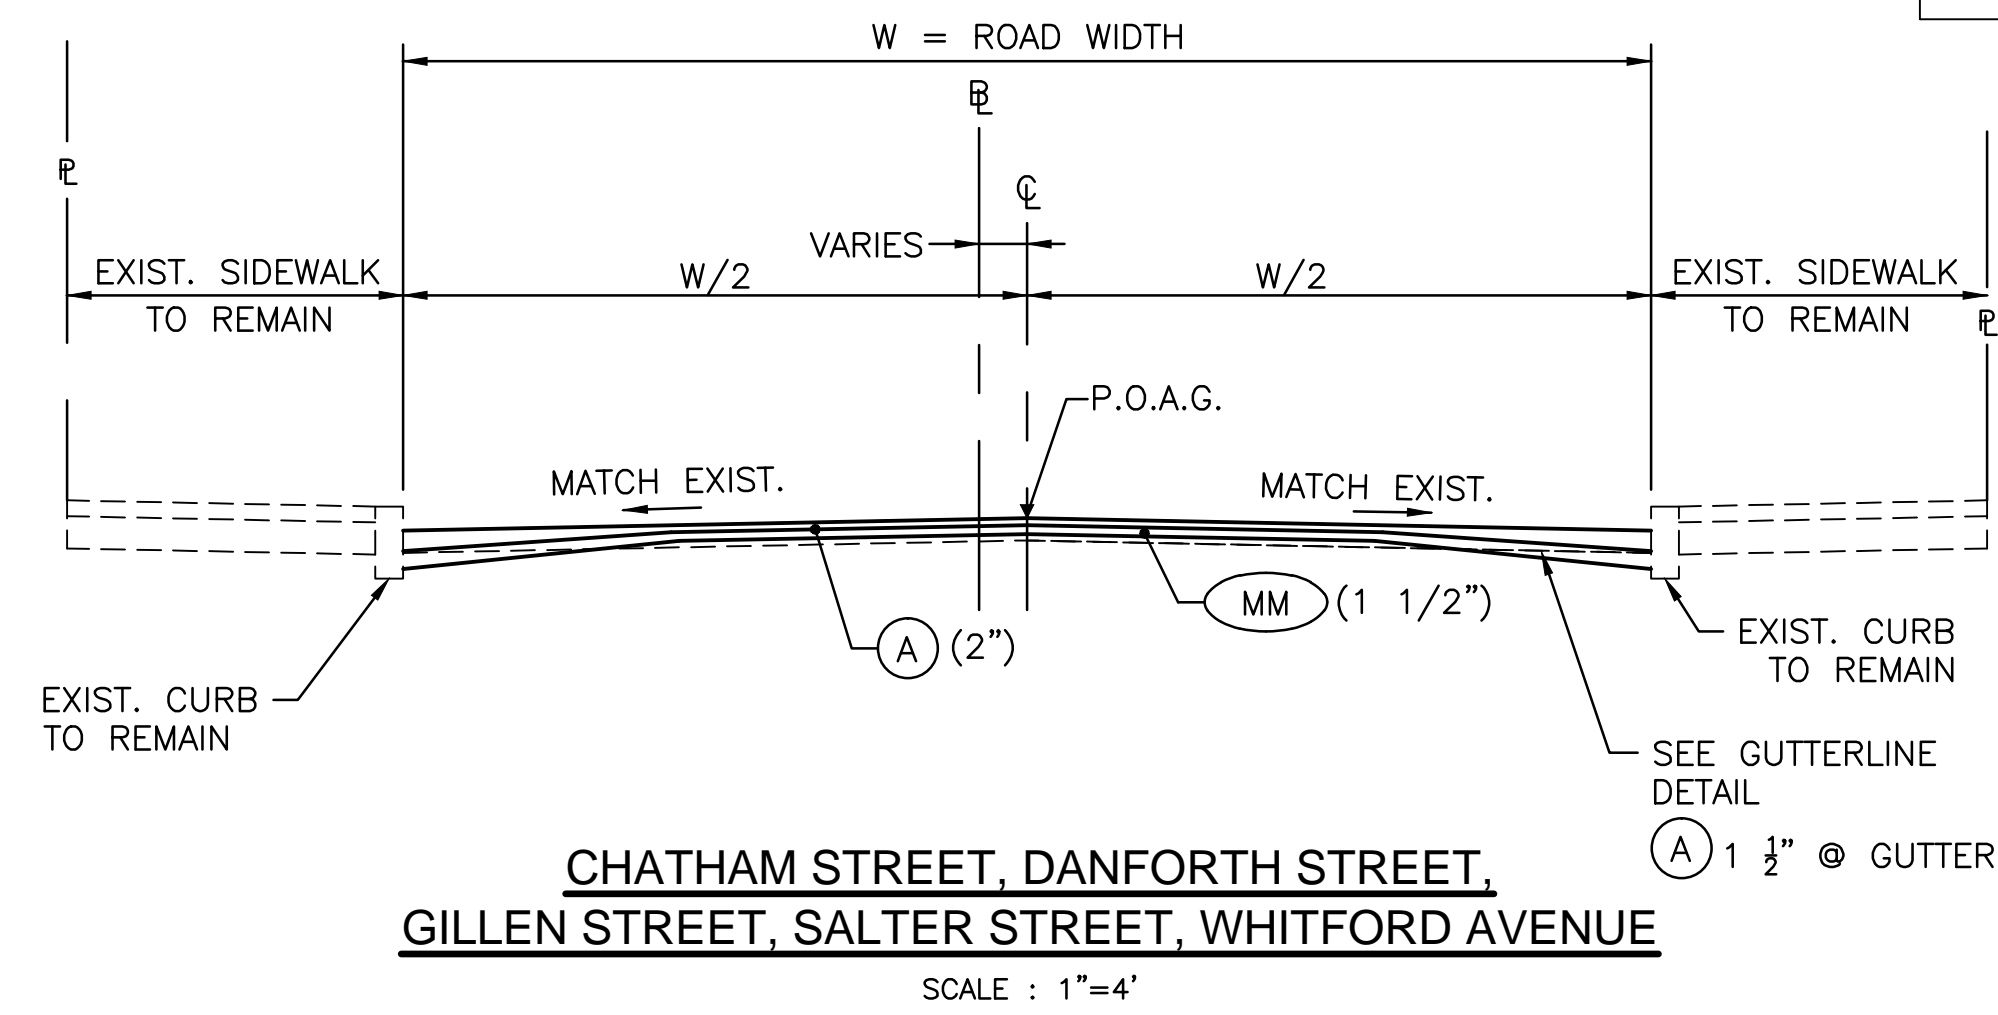 W = ROAD WIDTH
BL
CL
PL
VARIES
EXIST. SIDEWALK
TO REMAIN
W/2
W/2
EXIST. SIDEWALK
TO REMAIN
PL
P.O.A.G.
MATCH EXIST.
MATCH EXIST.
MM (1 1/2")
A (2")
EXIST. CURB
TO REMAIN
EXIST. CURB
TO REMAIN
SEE GUTTERLINE
DETAIL
A 1 1/2" @ GUTTER
CHATHAM STREET, DANFORTH STREET,
GILLEN STREET, SALTER STREET, WHITFORD AVENUE
SCALE : 1"=4'